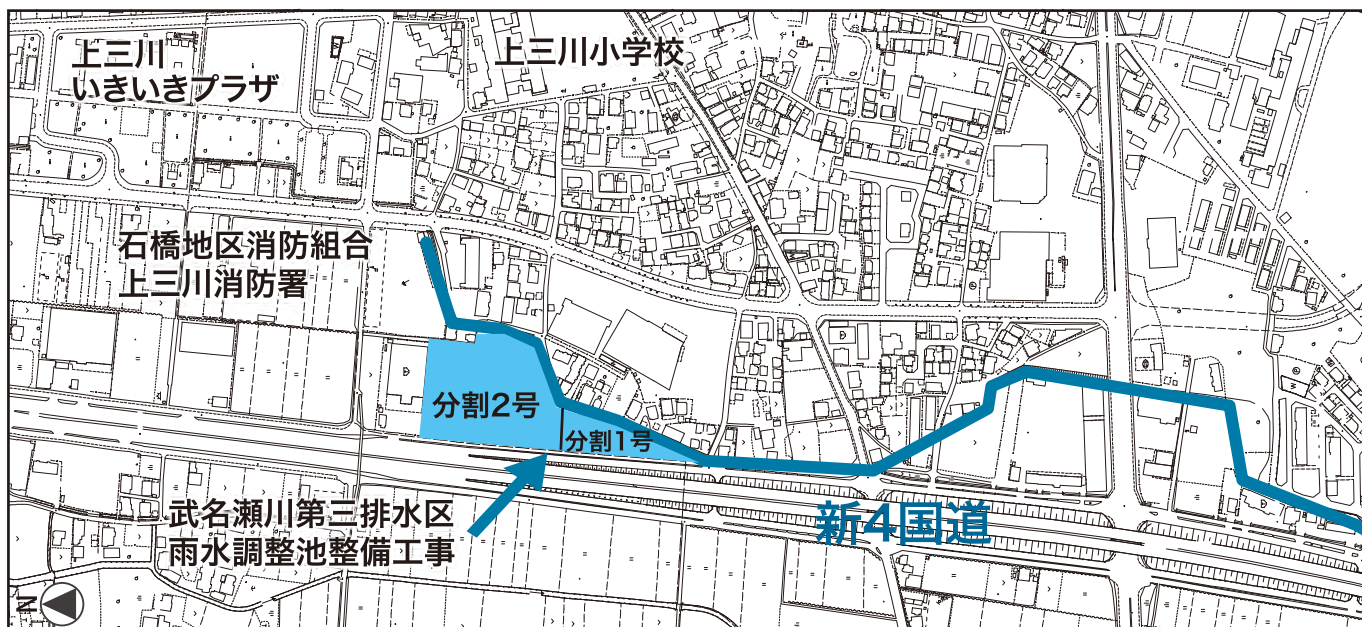 上三川
いきいきプラザ
上三川小学校
石橋地区消防組合
上三川消防署
分割2号
分割1号
武名瀬川第三排水区
雨水調整池整備工事
新4国道
N